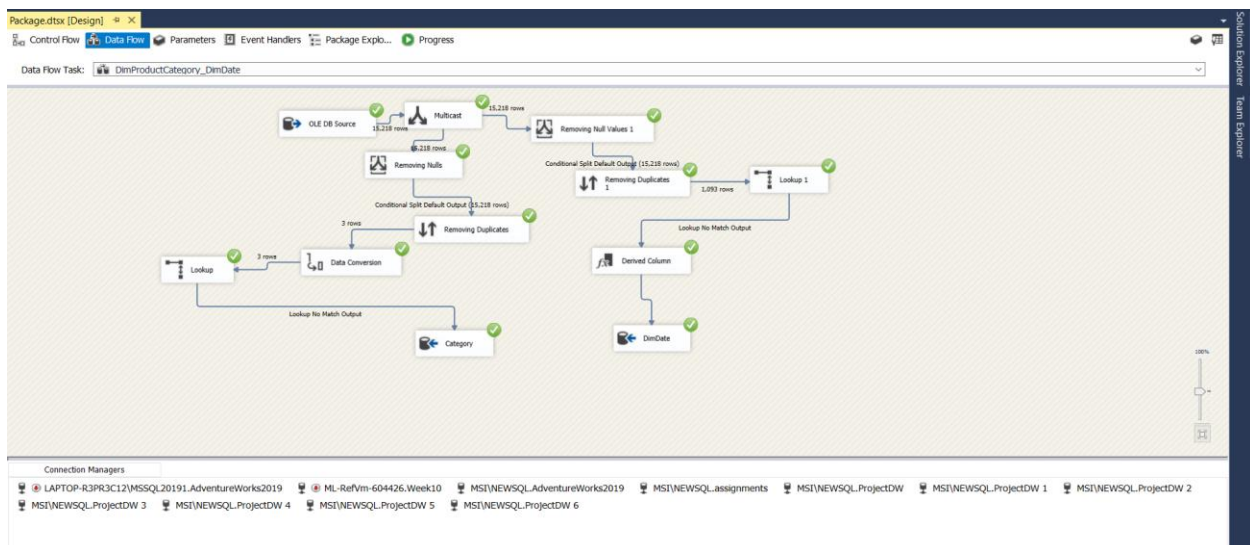 Package.dtsx [Design]
Control Flow Data Flow Parameters Event Handlers Package Explo... Progress
Data Flow Task: DimProductCategory_DimDate
OLE DB Source
15,218 rows
Multicast
15,218 rows
Removing Null Values 1
15,218 rows
Removing Nulls
Conditional Split Default Output (15,218 rows)
Removing Duplicates
1
1,093 rows
Lookup 1
Conditional Split Default Output (15,218 rows)
3 rows
Removing Duplicates
Lookup No Match Output
Lookup
3 rows
Data Conversion
Derived Column
Lookup No Match Output
Category
DimDate
100%
Solution Explorer
Team Explorer
Connection Managers
LAPTOP-R3PR3C12\MSSQL20191.AdventureWorks2019 ML-RefVm-604426.Week10 MSI\NEWSQL.AdventureWorks2019 MSI\NEWSQL.assignments MSI\NEWSQL.ProjectDW MSI\NEWSQL.ProjectDW 1 MSI\NEWSQL.ProjectDW 2
MSI\NEWSQL.ProjectDW 3 MSI\NEWSQL.ProjectDW 4 MSI\NEWSQL.ProjectDW 5 MSI\NEWSQL.ProjectDW 6